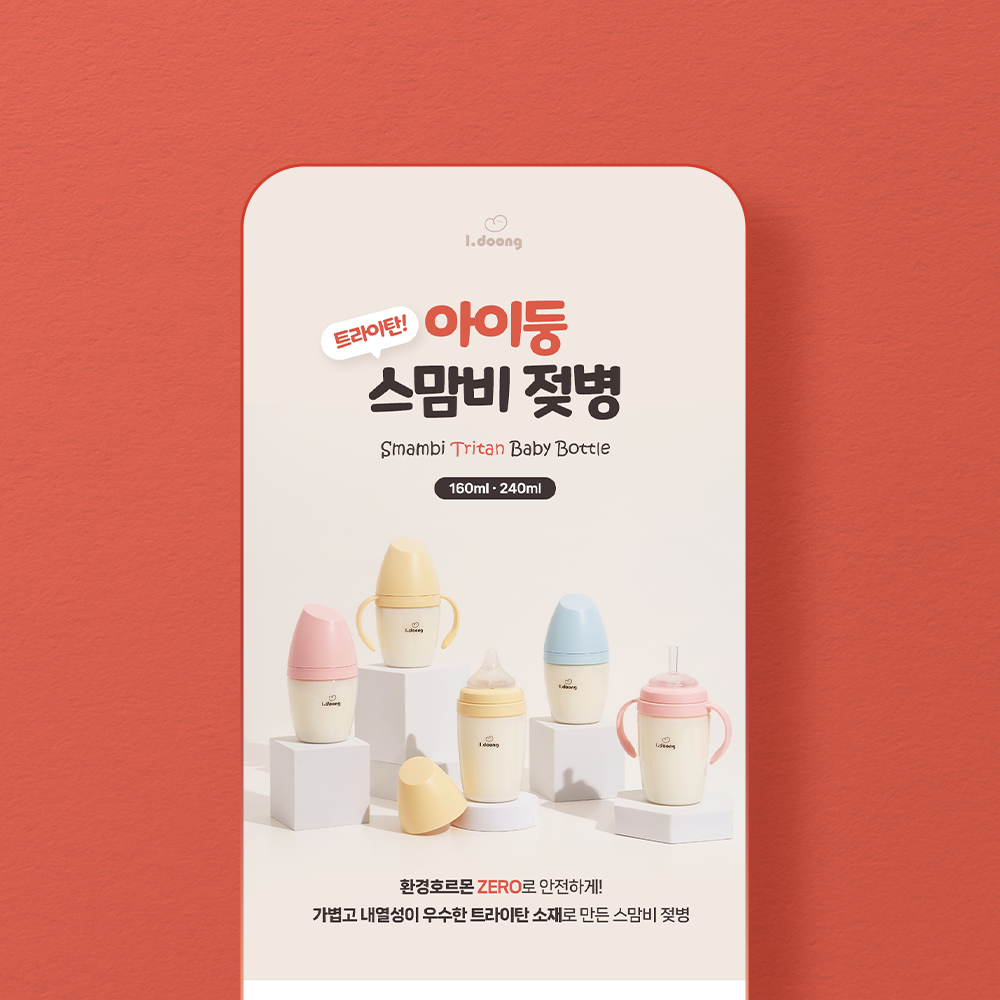 I.doong
트라이탄!
아이둥
스맘비 젖병
Smambi Tritan Baby Bottle
160ml · 240ml
I.doong
I.doong
I.doong
I.doong
I.doong
환경호르몬 ZERO로 안전하게!
가볍고 내열성이 우수한 트라이탄 소재로 만든 스맘비 젖병